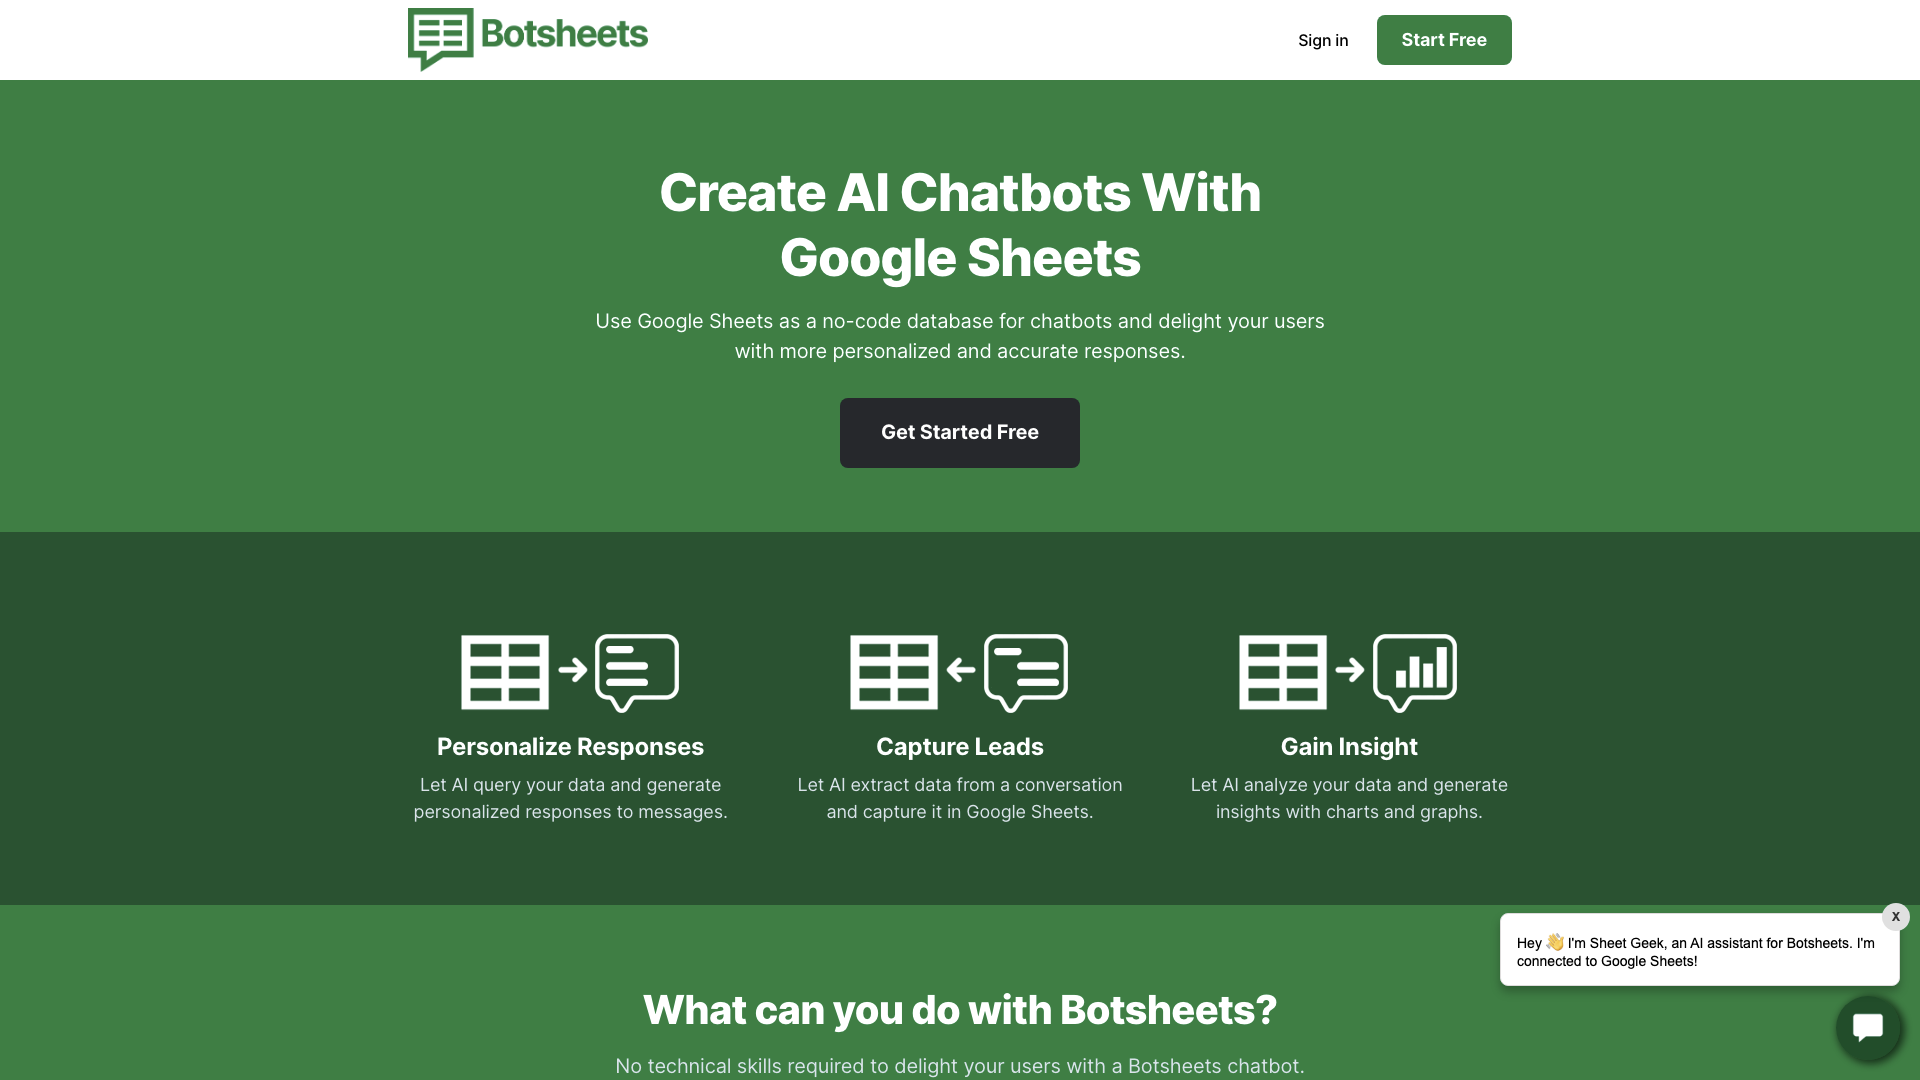 Botsheets
Sign in
Start Free
Create AI Chatbots With
Google Sheets
Use Google Sheets as a no-code database for chatbots and delight your users
with more personalized and accurate responses.
Get Started Free
Personalize Responses
Let AI query your data and generate
personalized responses to messages.
Capture Leads
Let AI extract data from a conversation
and capture it in Google Sheets.
Gain Insight
Let AI analyze your data and generate
insights with charts and graphs.
X
Hey 👋 I'm Sheet Geek, an AI assistant for Botsheets. I'm
connected to Google Sheets!
What can you do with Botsheets?
No technical skills required to delight your users with a Botsheets chatbot.